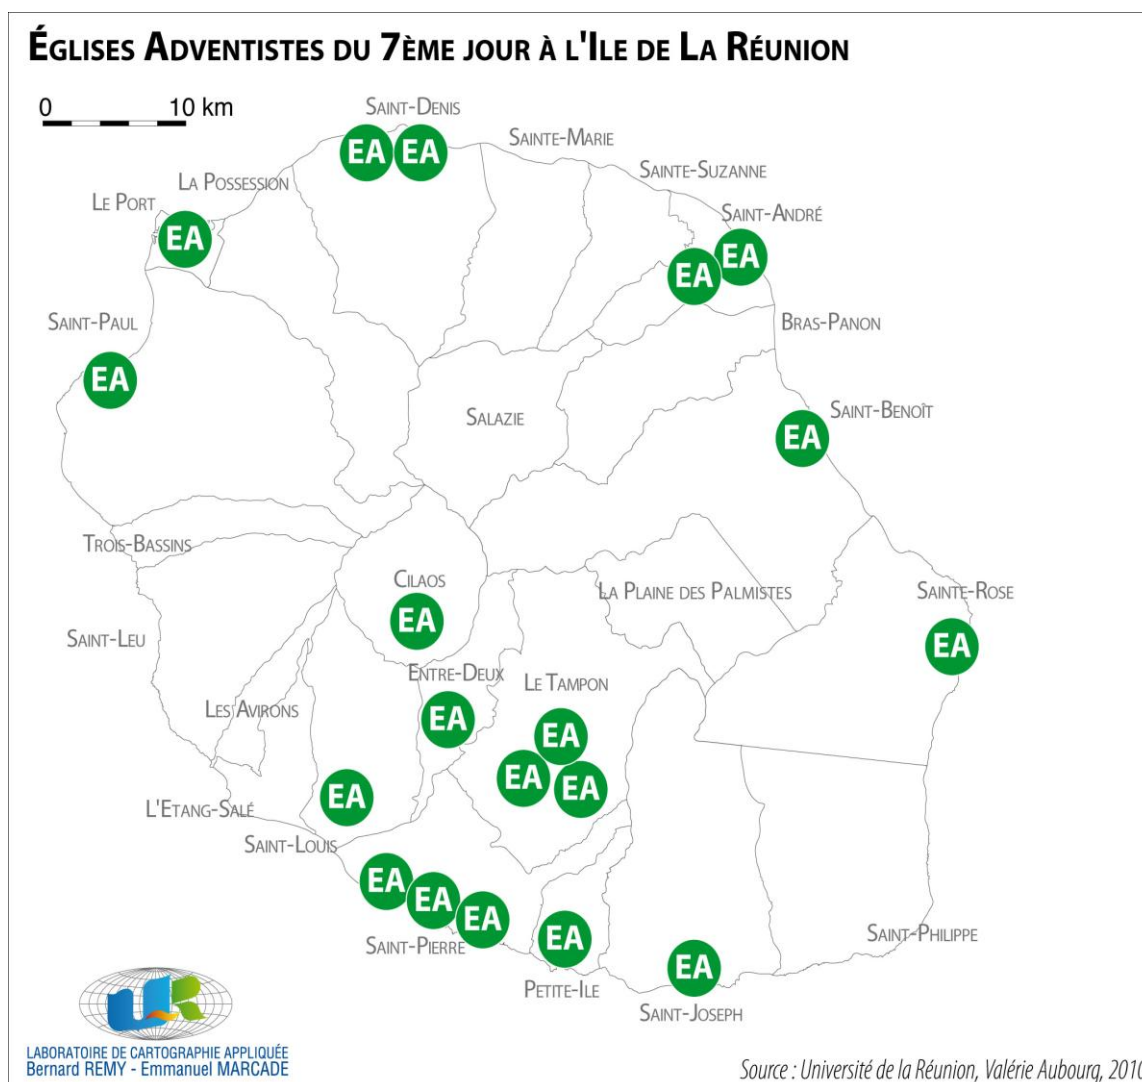 ÉGLISES ADVENTISTES DU 7ÈME JOUR À L'ILE DE LA RÉUNION
0 10 km
SAINT-DENIS
SAINTE-MARIE
EA EA
SAINTE-SUZANNE
LA POSSESSION
LE PORT
SAINT-ANDRÉ
EA
EA
EA
SAINT-PAUL
BRAS-PANON
EA
SALAZIE
SAINT-BENOÎT
EA
TROIS-BASSINS
CILAOS
LA PLAINE DES PALMISTES
SAINTE-ROSE
EA
SAINT-LEU
EA
ENTRE-DEUX
LE TAMPON
LES AVIRONS
EA
EA
EA
EA
EA
L'ETANG-SALÉ
SAINT-LOUIS
EA
EA
EA
SAINT-PIERRE
EA
SAINT-PHILIPPE
EA
PETITE-ILE
SAINT-JOSEPH
UR
LABORATOIRE DE CARTOGRAPHIE APPLIQUÉE
Bernard REMY - Emmanuel MARCADE
Source : Université de la Réunion, Valérie Aubourg, 2010